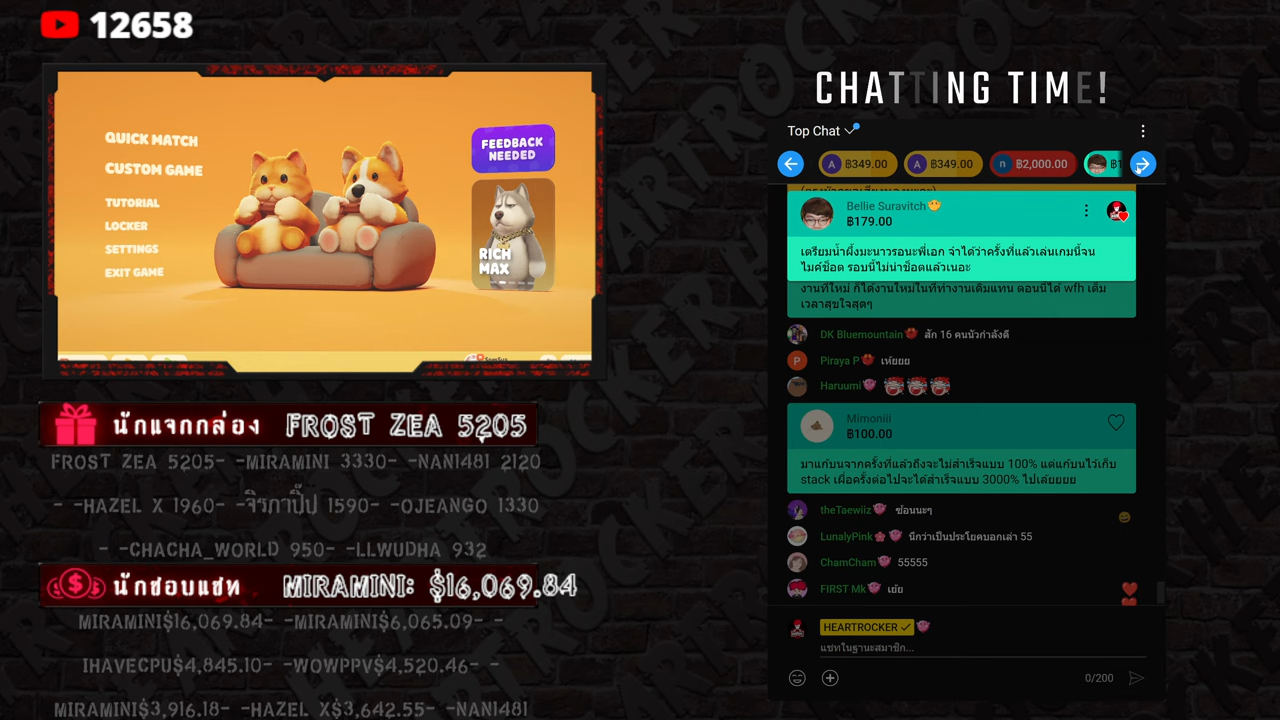 12658
QUICK MATCH
CUSTOM GAME
TUTORIAL
LOCKER
SETTINGS
EXIT GAME
FEEDBACK
NEEDED
RICH
MAX
นักแจกกล่อง FROST ZEA 5205
FROST ZEA 5205- -MIRAMINI 3330- -NAN1481 2120
- -HAZEL X 1960- -จิรภาปิ๊ป 1590- -OJEANGO 1330
- -CHACHA_WORLD 950- -LLWUDHA 932
นักชอบแชท MIRAMINI: $16,069.84
MIRAMINI$16,069.84- -MIRAMINI$6,065.09- -
IHAVECPU$4,845.10- -WOWPPV$4,520.46- -
MIRAMINI$3,916.18- -HAZEL X$3,642.55- -NAN1481
CHATTING TIME!
Top Chat
A ฿349.00 A ฿349.00 n ฿2,000.00 ฿1
Bellie Suravitch
฿179.00
เตรียมน้ำผึ้งมะนาวรอนะพี่เอก จำได้ว่าครั้งที่แล้วเล่นเกมนี้จน
ไมค์ช็อต รอบนี้ไม่น่าช็อตแล้วเนอะ
งานที่ใหม่ ก็ได้งานใหม่ในที่ทำงานเดิมแทน ตอนนี้ได้ wfh เต็ม
เวลาสุขใจสุดๆ
DK Bluemountain สัก 16 คนนัวกำลังดี
P Piraya P เห้ยยย
Haruumi
Mimoniii
฿100.00
มาแก้บนจากครั้งที่แล้วถึงจะไม่สำเร็จแบบ 100% แต่แก้บนไว้เก็บ
stack เผื่อครั้งต่อไปจะได้สำเร็จแบบ 3000% ไปเล้ยยยย
theTaewiiz ซ้อนนะๆ
LunalyPink นึกว่าเป็นประโยคบอกเล่า 55
ChamCham 55555
FIRST Mk เย้ย
HEARTROCKER
แชทในฐานะสมาชิก...
0/200